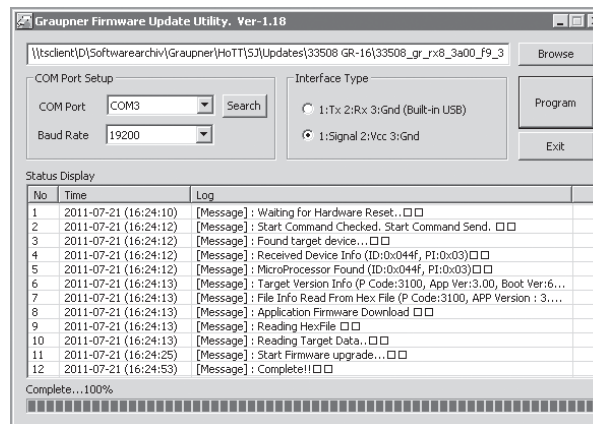 Graupner Firmware Update Utility. Ver-1.18
\\tsclient\D\Softwarearchiv\Graupner\HoTT\SJ\Updates\33508 GR-16\33508_gr_rx8_3a00_f9_3
Browse
COM Port Setup
COM Port COM3 Search
Baud Rate 19200
Interface Type
1:Tx 2:Rx 3:Gnd (Built-in USB)
1:Signal 2:Vcc 3:Gnd
Program
Exit
Status Display
No Time Log
1 2011-07-21 (16:24:10) [Message] : Waiting for Hardware Reset..□□
2 2011-07-21 (16:24:12) [Message] : Start Command Checked. Start Command Send. □□
3 2011-07-21 (16:24:12) [Message] : Found target device...□□
4 2011-07-21 (16:24:12) [Message] : Received Device Info (ID:0x044f, PI:0x03)□□
5 2011-07-21 (16:24:12) [Message] : MicroProcessor Found (ID:0x044f, PI:0x03)□□
6 2011-07-21 (16:24:13) [Message] : Target Version Info (P Code:3100, App Ver:3.00, Boot Ver:6...
7 2011-07-21 (16:24:13) [Message] : File Info Read From Hex File (P Code:3100, APP Version : 3....
8 2011-07-21 (16:24:13) [Message] : Application Firmware Download □□
9 2011-07-21 (16:24:13) [Message] : Reading HexFile □□
10 2011-07-21 (16:24:13) [Message] : Reading Target Data..□□
11 2011-07-21 (16:24:25) [Message] : Start Firmware upgrade...□□
12 2011-07-21 (16:24:53) [Message] : Complete!!□□
Complete...100%